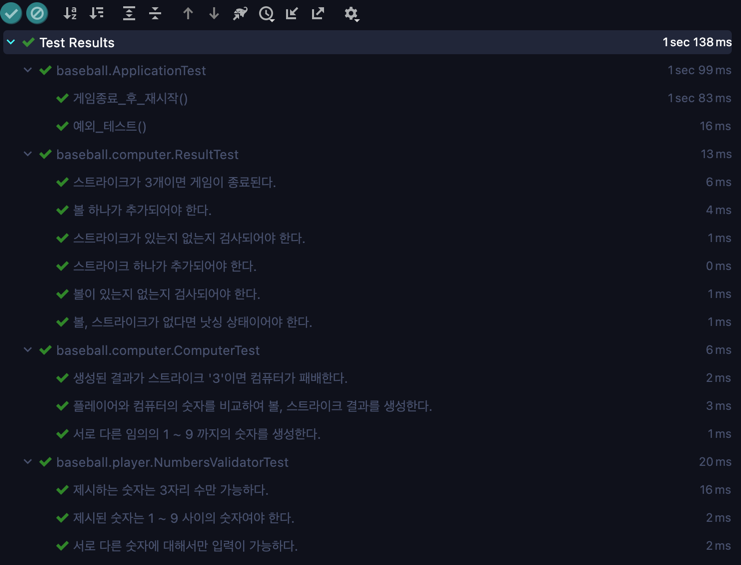 Test Results 1 sec 138 ms
baseball.ApplicationTest 1 sec 99 ms
게임종료_후_재시작() 1 sec 83 ms
예외_테스트() 16 ms
baseball.computer.ResultTest 13 ms
스트라이크가 3개이면 게임이 종료된다. 6 ms
볼 하나가 추가되어야 한다. 4 ms
스트라이크가 있는지 없는지 검사되어야 한다. 1 ms
스트라이크 하나가 추가되어야 한다. 0 ms
볼이 있는지 없는지 검사되어야 한다. 1 ms
볼, 스트라이크가 없다면 낫싱 상태이어야 한다. 1 ms
baseball.computer.ComputerTest 6 ms
생성된 결과가 스트라이크 '3'이면 컴퓨터가 패배한다. 2 ms
플레이어와 컴퓨터의 숫자를 비교하여 볼, 스트라이크 결과를 생성한다. 3 ms
서로 다른 임의의 1 ~ 9 까지의 숫자를 생성한다. 1 ms
baseball.player.NumbersValidatorTest 20 ms
제시하는 숫자는 3자리 수만 가능하다. 16 ms
제시된 숫자는 1 ~ 9 사이의 숫자여야 한다. 2 ms
서로 다른 숫자에 대해서만 입력이 가능하다. 2 ms